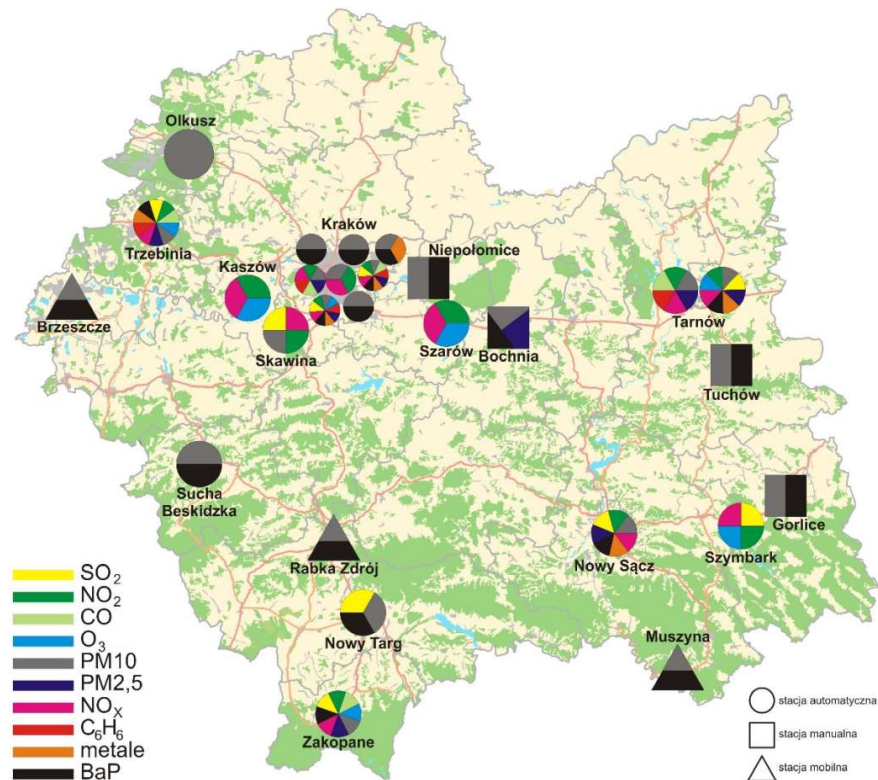 Olkusz
Kraków
Trzebinia
Kaszów
Niepołomice
Brzeszcze
Skawina
Szarów
Bochnia
Tarnów
Tuchów
Sucha
Beskidzka
Gorlice
Rabka Zdrój
Nowy Sącz
Szymbark
Nowy Targ
Muszyna
Zakopane
SO2
NO2
CO
O3
PM10
PM2,5
NOX
C6H6
metale
BaP
stacja automatyczna
stacja manualna
stacja mobilna